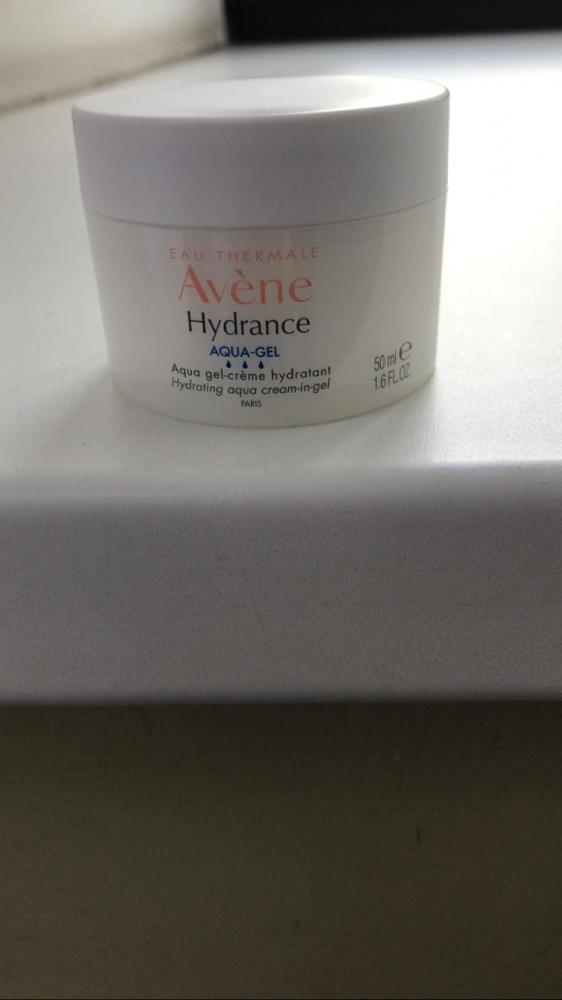 EAU THERMALE
Avène
Hydrance
AQUA-GEL
Aqua gel-crème hydratant
Hydrating aqua cream-in-gel
PARIS
50 ml ℮
1.6 FL.OZ